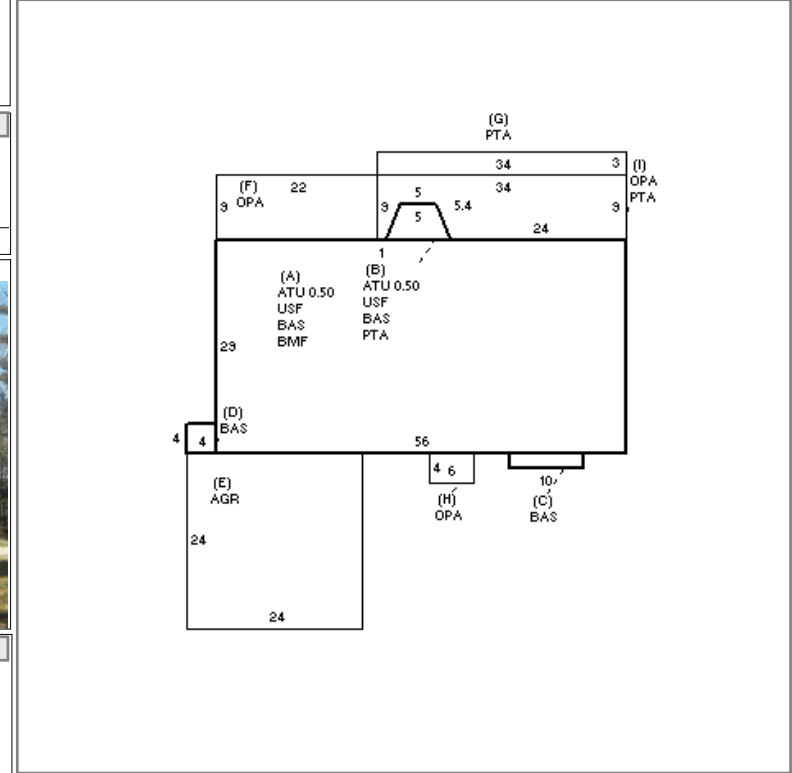 (G)
PTA
34
3
(I)
OPA
PTA
(F)
OPA
22
9
5
34
9
5
5.4
9
24
1
(A)
ATU 0.50
USF
BAS
BMF
(B)
ATU 0.50
USF
BAS
PTA
29
(D)
BAS
4
4
56
4 6
(H)
OPA
10
(C)
BAS
(E)
AGR
24
24